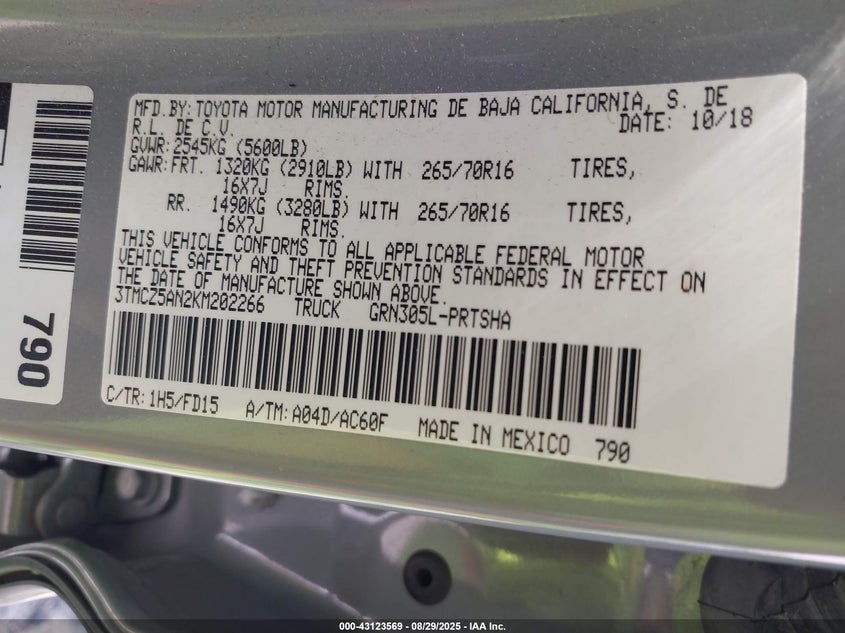 MFD.BY: TOYOTA MOTOR MANUFACTURING DE BAJA CALIFORNIA, S. DE
R.L. DE C.V. DATE: 10/18
GVWR: 2545KG (5600LB)
GAWR: FRT. 1320KG (2910LB) WITH 265/70R16 TIRES,
16X7J RIMS.
RR. 1490KG (3280LB) WITH 265/70R16 TIRES,
16X7J RIMS.
THIS VEHICLE CONFORMS TO ALL APPLICABLE FEDERAL MOTOR
VEHICLE SAFETY AND THEFT PREVENTION STANDARDS IN EFFECT ON
THE DATE OF MANUFACTURE SHOWN ABOVE.
3TMCZ5AN2KM202266 TRUCK GRN305L-PRTSHA
C/TR: 1H5/FD15 A/TM: A04D/AC60F MADE IN MEXICO 790
790
000-43123569 - 08/29/2025 - IAA Inc.